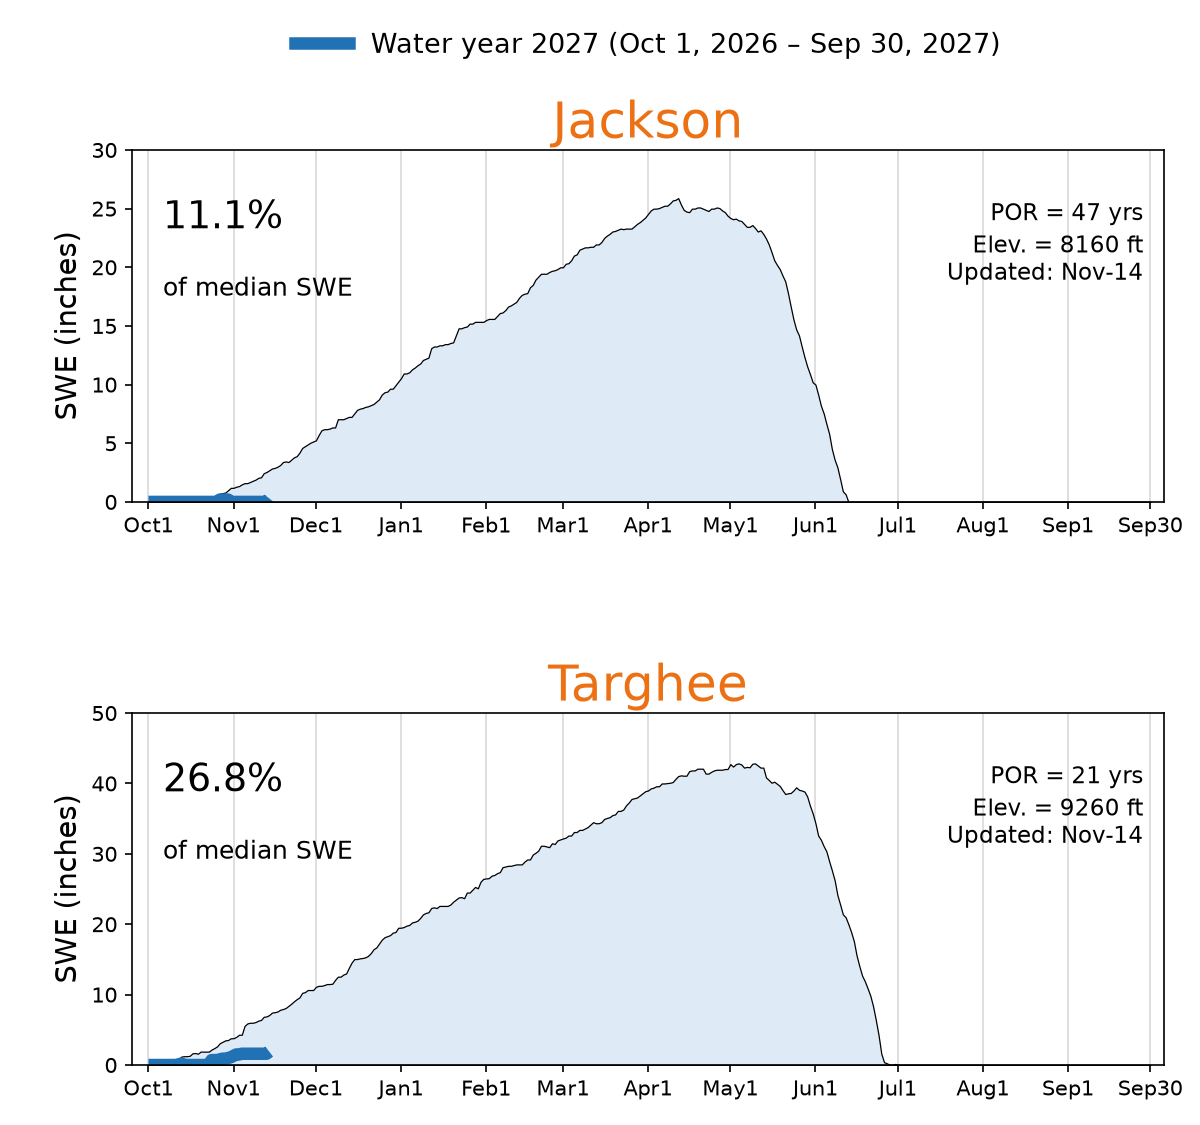 Water year 2027 (Oct 1, 2026 – Sep 30, 2027)
Jackson
30
25
20
15
10
5
0
SWE (inches)
11.1%
of median SWE
POR = 47 yrs
Elev. = 8160 ft
Updated: Nov-14
Oct1 Nov1 Dec1 Jan1 Feb1 Mar1 Apr1 May1 Jun1 Jul1 Aug1 Sep1 Sep30
Targhee
50
40
30
20
10
0
SWE (inches)
26.8%
of median SWE
POR = 21 yrs
Elev. = 9260 ft
Updated: Nov-14
Oct1 Nov1 Dec1 Jan1 Feb1 Mar1 Apr1 May1 Jun1 Jul1 Aug1 Sep1 Sep30